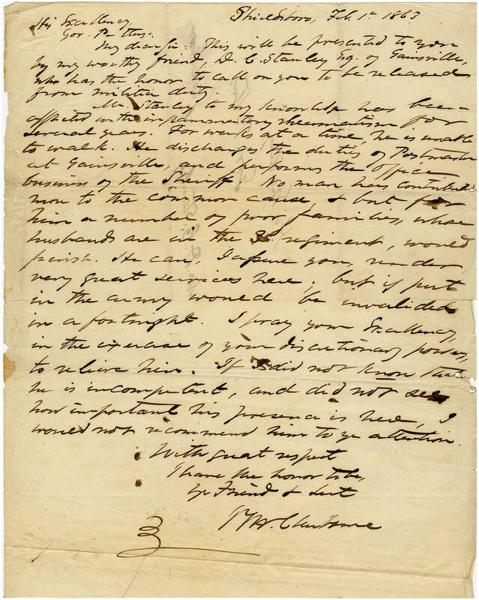 Shieldsboro, Feb. 1st 1863
His Excellency
Gov. Pettus.
My dear Sir. This will be presented to you
by my worthy friend, D. C. Stanley Esq. of Gainsville,
who has the honor to call on you to be released
from militia duty.
Mr. Stanley to my knowledge has been
afflicted with inflammatory rheumatism for
several years. For weeks at a time, he is unable
to walk. He discharges the duties of Postmaster
at Gainsville, and performs the office
business of the Sheriff. No man has contributed
more to the common cause, & but for
him a number of poor families, whose
husbands are in the 3d regiment, would
perish. He can, I assure you, render
very great services here, but if put
in the army would be invalided
in a fortnight. I pray your Excellency,
in the exercise of your discretionary powers,
to relieve him. If I did not know that
he is incompetent, and did not see
how important his presence is here, I
would not recommend him to yr attention.
With great respect
I have the honor to be,
yr Friend & Svt
J F H Claiborne